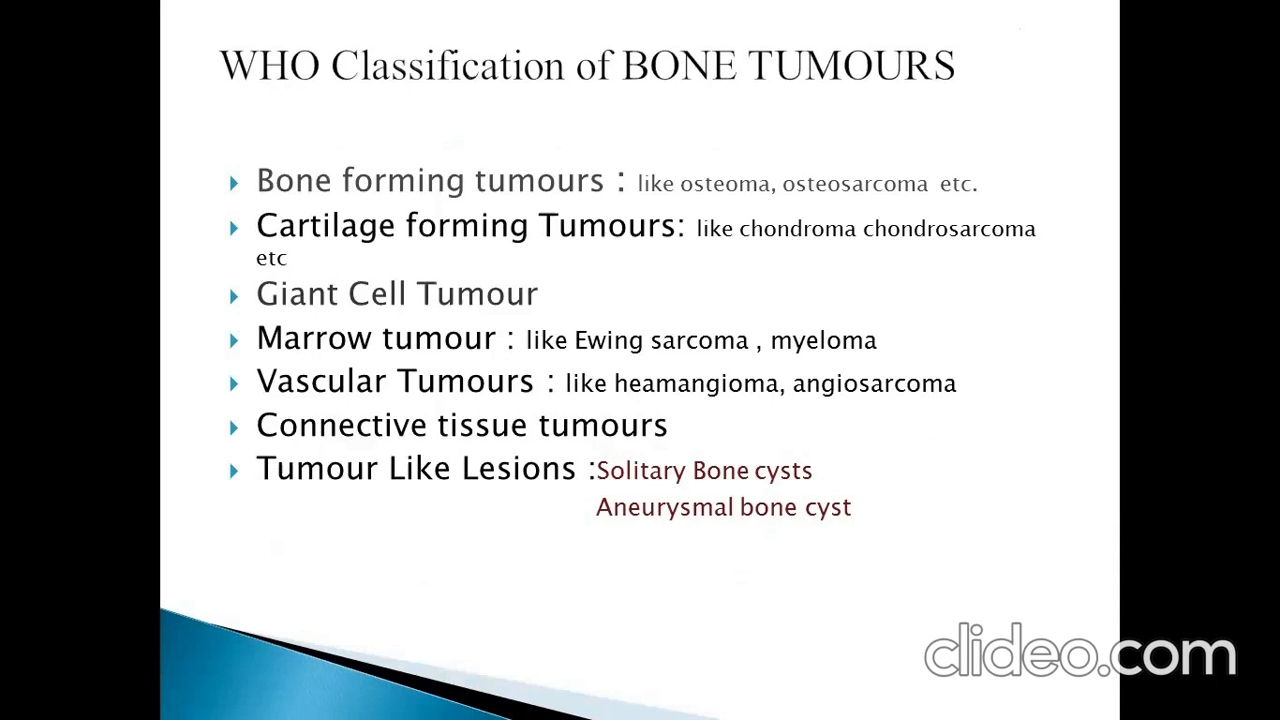 WHO Classification of BONE TUMOURS
Bone forming tumours : like osteoma, osteosarcoma etc.
Cartilage forming Tumours: like chondroma chondrosarcoma
etc
Giant Cell Tumour
Marrow tumour : like Ewing sarcoma , myeloma
Vascular Tumours : like heamangioma, angiosarcoma
Connective tissue tumours
Tumour Like Lesions :Solitary Bone cysts
Aneurysmal bone cyst
clideo.com